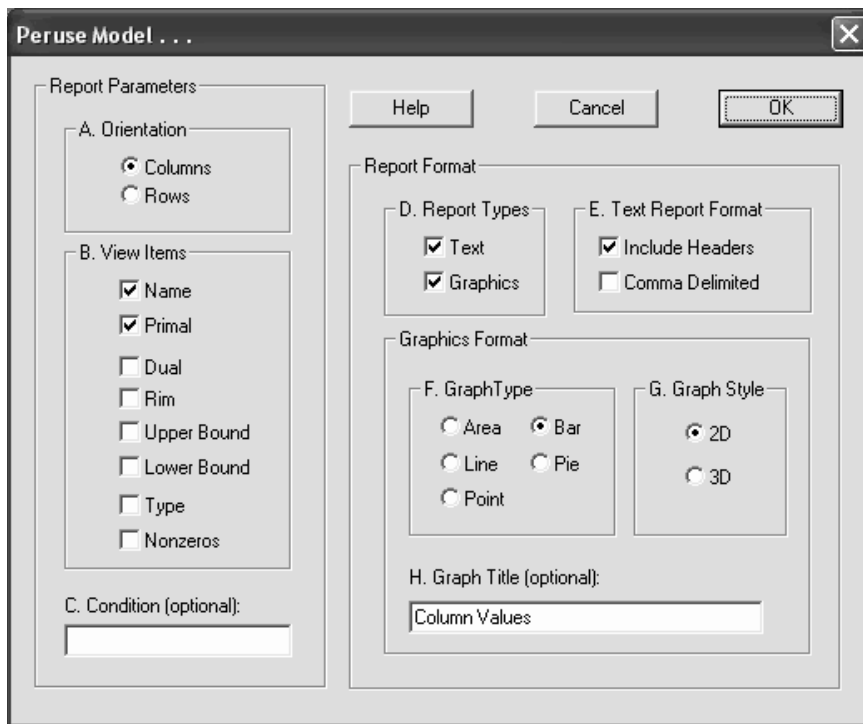 Peruse Model . . .
Report Parameters
A. Orientation
Columns
Rows
B. View Items
Name
Primal
Dual
Rim
Upper Bound
Lower Bound
Type
Nonzeros
C. Condition (optional):
Help
Cancel
OK
Report Format
D. Report Types
Text
Graphics
E. Text Report Format
Include Headers
Comma Delimited
Graphics Format
F. GraphType
Area
Bar
Line
Pie
Point
G. Graph Style
2D
3D
H. Graph Title (optional):
Column Values